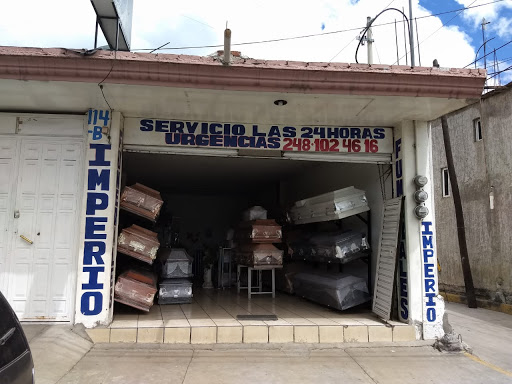 SERVICIO LAS 24HORAS
URGENCIAS 248·102 46 16
114
-B
IMPERIO
IMPERIO